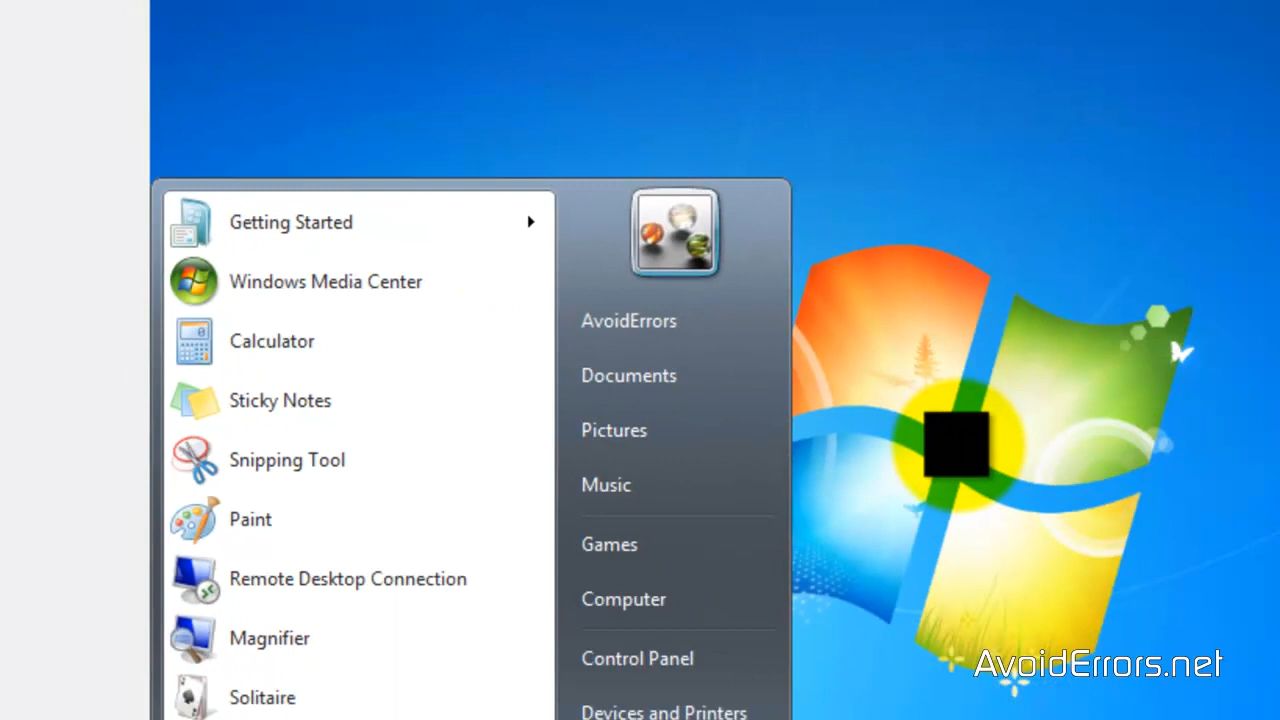 Getting Started
Windows Media Center
Calculator
Sticky Notes
Snipping Tool
Paint
Remote Desktop Connection
Magnifier
Solitaire
AvoidErrors
Documents
Pictures
Music
Games
Computer
Control Panel
Devices and Printers
AvoidErrors.net